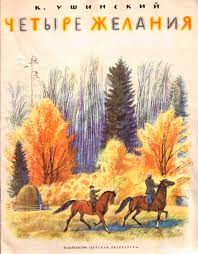 К. УШИНСКИЙ
ЧЕТЫРЕ ЖЕЛАНИЯ
ИЗДАТЕЛЬСТВО «ДЕТСКАЯ ЛИТЕРАТУРА»